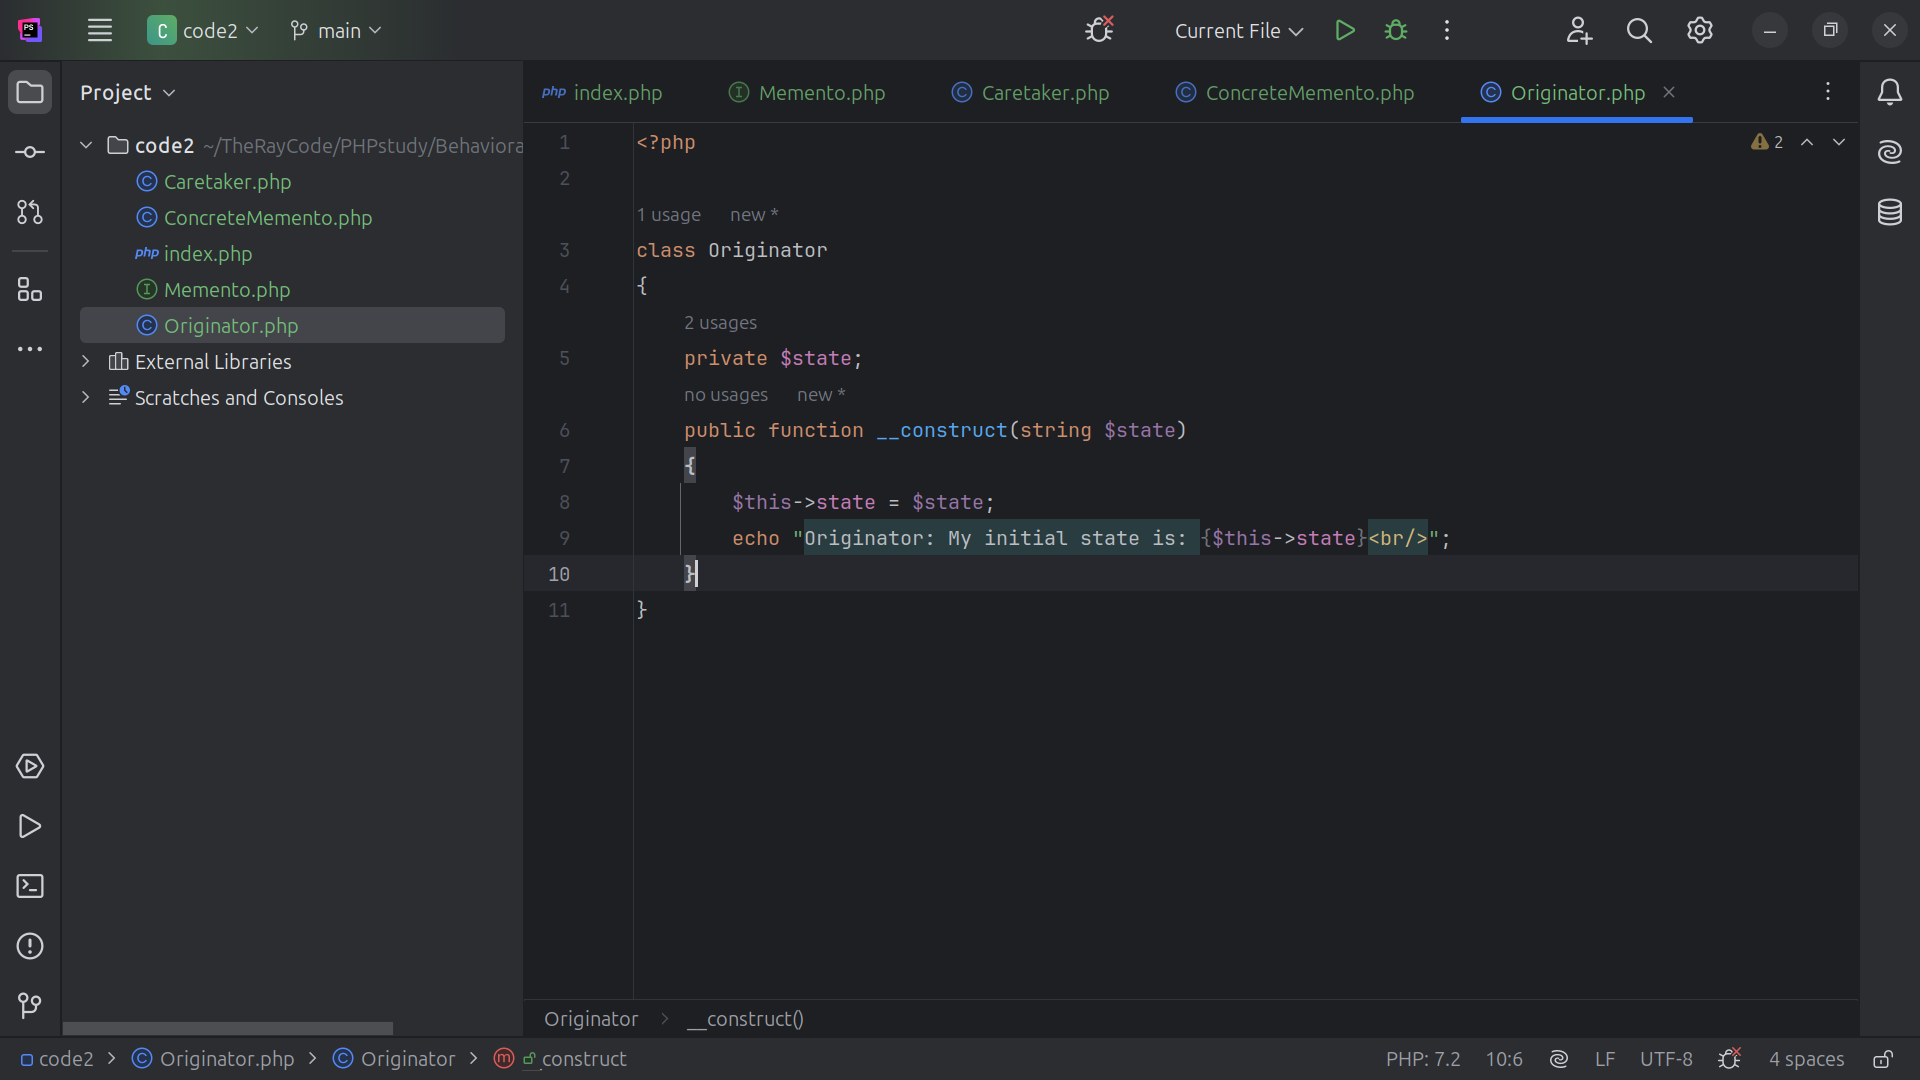 PS
C code2 main
Current File
Project
code2 ~/TheRayCode/PHPstudy/Behaviora
Caretaker.php
ConcreteMemento.php
php index.php
Memento.php
Originator.php
External Libraries
Scratches and Consoles
php index.php Memento.php Caretaker.php ConcreteMemento.php Originator.php
2
1 <?php
2
1 usage new *
3 class Originator
4 {
2 usages
5 private $state;
no usages new *
6 public function __construct(string $state)
7 {
8 $this->state = $state;
9 echo "Originator: My initial state is: {$this->state}<br/>";
10 }
11 }
Originator > __construct()
code2 > Originator.php > Originator > __construct
PHP: 7.2 10:6 LF UTF-8 4 spaces